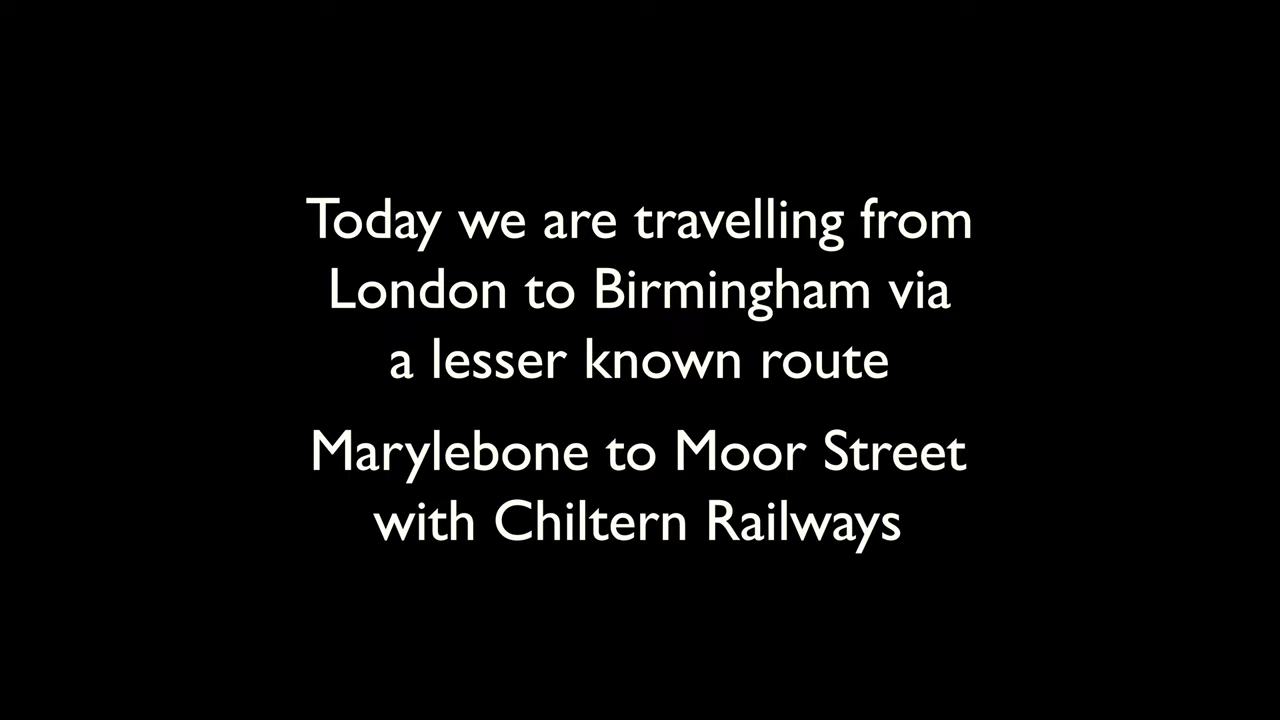 Today we are travelling from
London to Birmingham via
a lesser known route
Marylebone to Moor Street
with Chiltern Railways